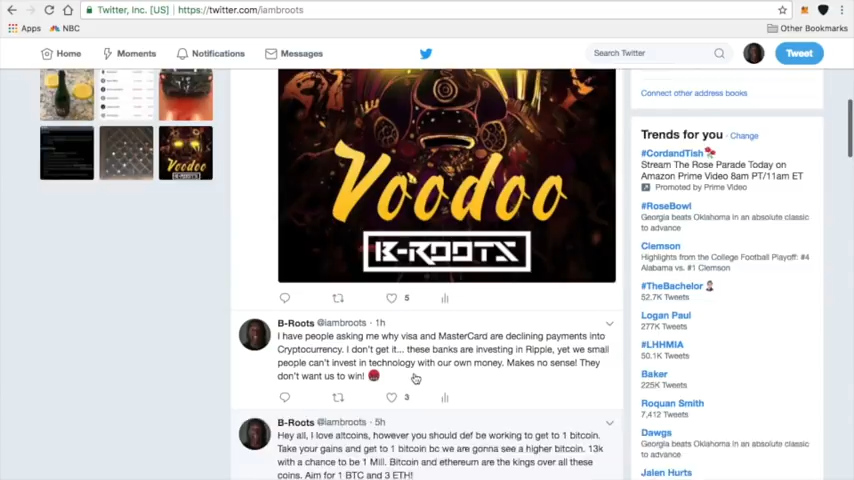 Twitter, Inc. [US] | https://twitter.com/iambroots
Apps NBC Other Bookmarks
Home Moments Notifications Messages Search Twitter Tweet
Connect other address books
Voodoo
B-ROOTS
5
B-Roots @iambroots · 1h
I have people asking me why visa and MasterCard are declining payments into
Cryptocurrency. I don't get it... these banks are investing in Ripple, yet we small
people can't invest in technology with our own money. Makes no sense! They
don't want us to win!
3
B-Roots @iambroots · 5h
Hey all, I love altcoins, however you should def be working to get to 1 bitcoin.
Take your gains and get to 1 bitcoin bc we are gonna see a higher bitcoin. 13k
with a chance to be 1 Mill. Bitcoin and ethereum are the kings over all these
coins. Aim for 1 BTC and 3 ETH!
Voodoo
B-ROOTS
Trends for you · Change
#CordandTish
Stream The Rose Parade Today on
Amazon Prime Video 8am PT/11am ET
Promoted by Prime Video
#RoseBowl
Georgia beats Oklahoma in an absolute classic
to advance
Clemson
Highlights from the College Football Playoff: #4
Alabama vs. #1 Clemson
#TheBachelor
52.7K Tweets
Logan Paul
277K Tweets
#LHHMIA
50.1K Tweets
Baker
225K Tweets
Roquan Smith
7,412 Tweets
Dawgs
Georgia beats Oklahoma in an absolute classic
to advance
Jalen Hurts